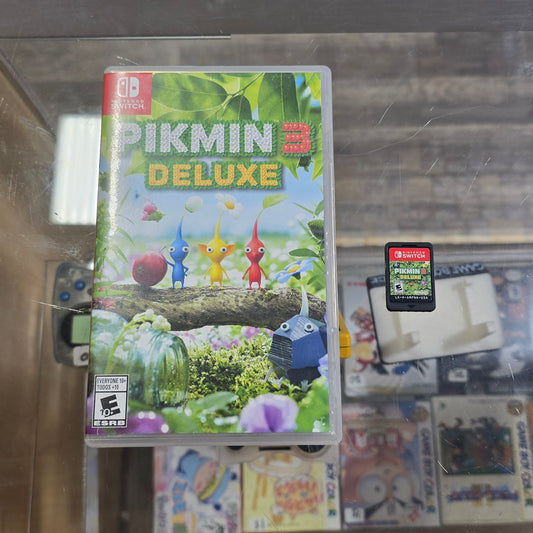 NINTENDO
SWITCH
PIKMIN 3
DELUXE
EVERYONE 10+
TODOS +10
E
10+
ESRB
NINTENDO
SWITCH
PIKMIN 3
DELUXE
E
GAME BOY COLOR
GAME BOY COLOR